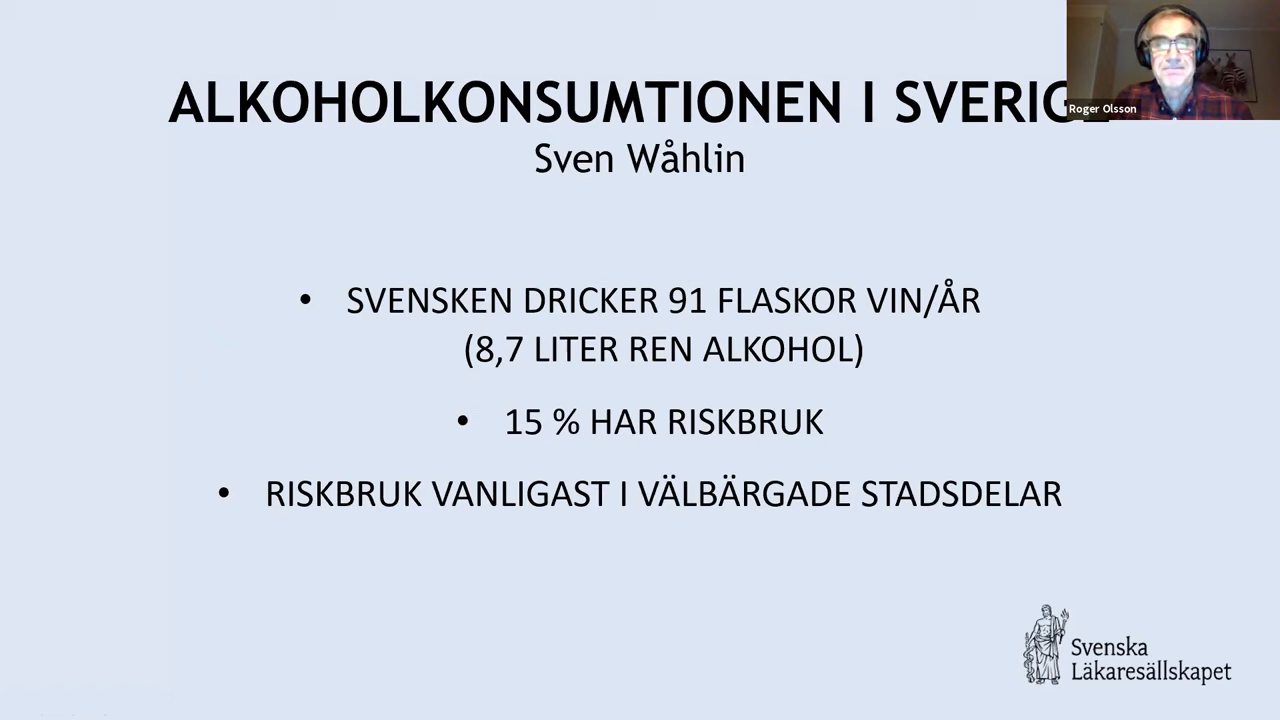 ALKOHOLKONSUMTIONEN I SVERIGE
Roger Olsson
Sven Wåhlin
• SVENSKEN DRICKER 91 FLASKOR VIN/ÅR
(8,7 LITER REN ALKOHOL)
• 15 % HAR RISKBRUK
• RISKBRUK VANLIGAST I VÄLBÄRGADE STADSDELAR
Svenska
Läkaresällskapet